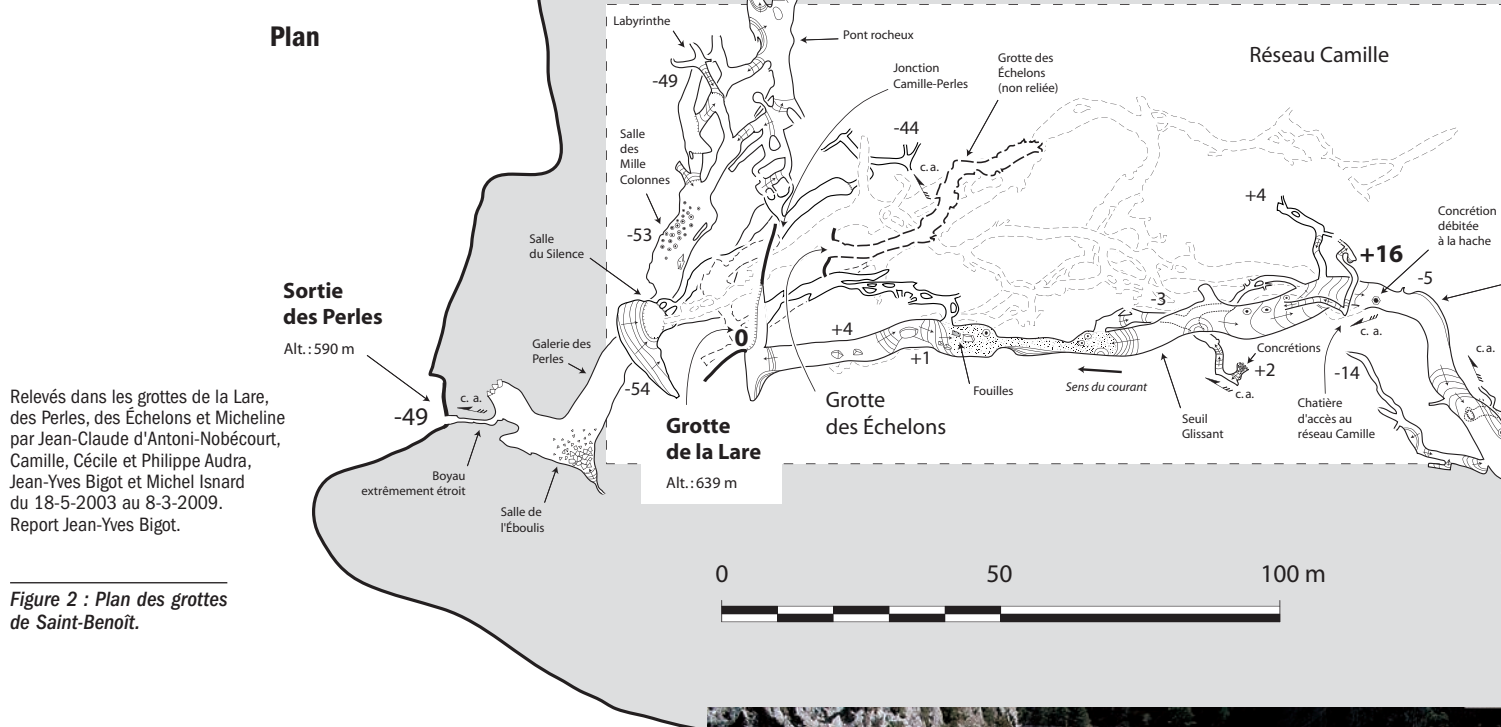 Plan
Labyrinthe
-49
Pont rocheux
Réseau Camille
Jonction
Camille-Perles
Grotte des
Échelons
(non reliée)
-44
c. a.
Salle
des
Mille
Colonnes
-53
Salle
du Silence
+4
+16
Concrétion
débitée
à la hache
-5
-3
c. a.
c. a.
Sortie
des Perles
Alt. : 590 m
Galerie des
Perles
c. a.
-49
-54
0
+4
+1
Fouilles
Sens du courant
Concrétions
+2
c. a.
-14
Seuil
Glissant
Chatière
d'accès au
réseau Camille
Grotte
des Échelons
Grotte
de la Lare
Alt. : 639 m
Boyau
extrêmement étroit
Salle de
l'Éboulis
Relevés dans les grottes de la Lare,
des Perles, des Échelons et Micheline
par Jean-Claude d'Antoni-Nobécourt,
Camille, Cécile et Philippe Audra,
Jean-Yves Bigot et Michel Isnard
du 18-5-2003 au 8-3-2009.
Report Jean-Yves Bigot.
Figure 2 : Plan des grottes
de Saint-Benoît.
0 50 100 m